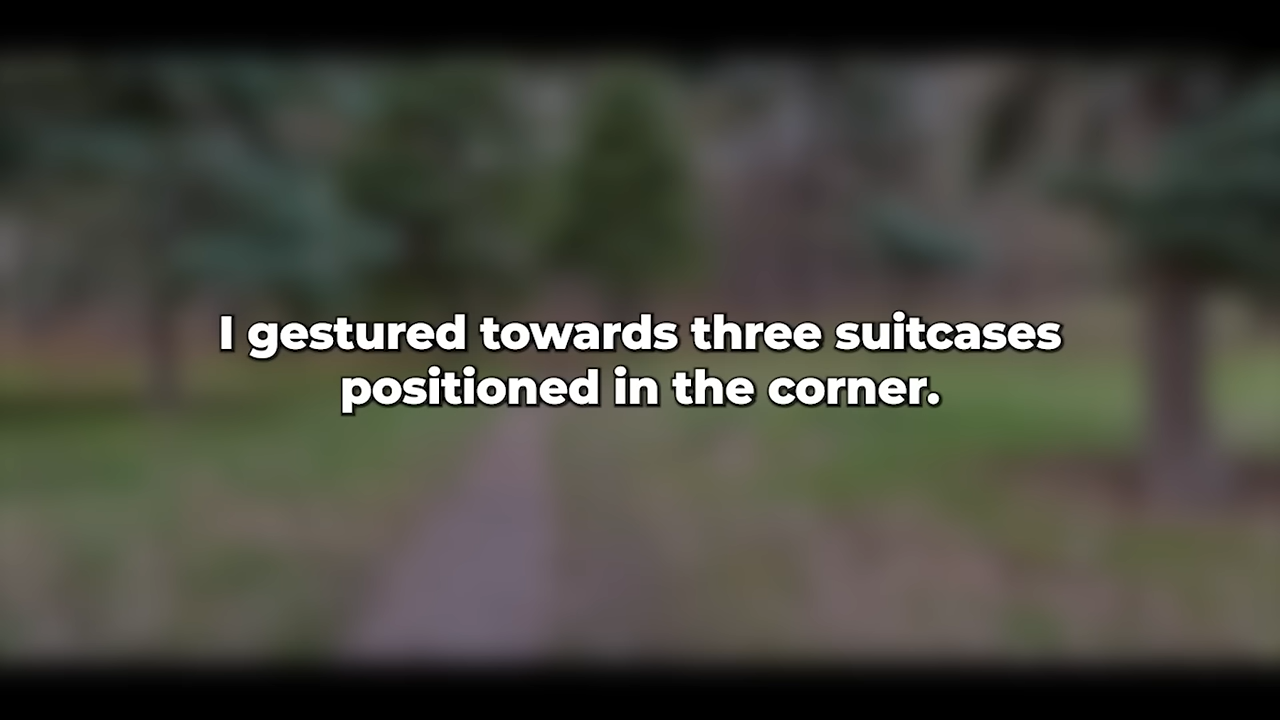 I gestured towards three suitcases
positioned in the corner.